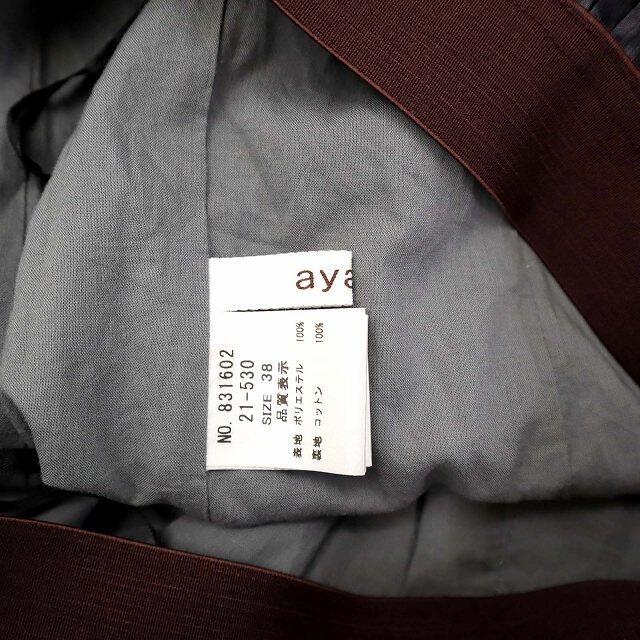 aya
NO. 831602
21-530
SIZE 38
品質表示
表地 ポリエステル 100%
裏地 コットン 100%